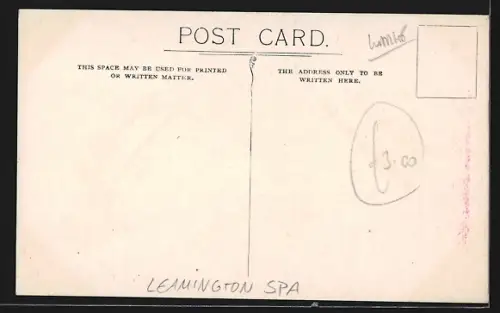 POST CARD.
THIS SPACE MAY BE USED FOR PRINTED
OR WRITTEN MATTER.
THE ADDRESS ONLY TO BE
WRITTEN HERE.
£3.00
LEAMINGTON SPA